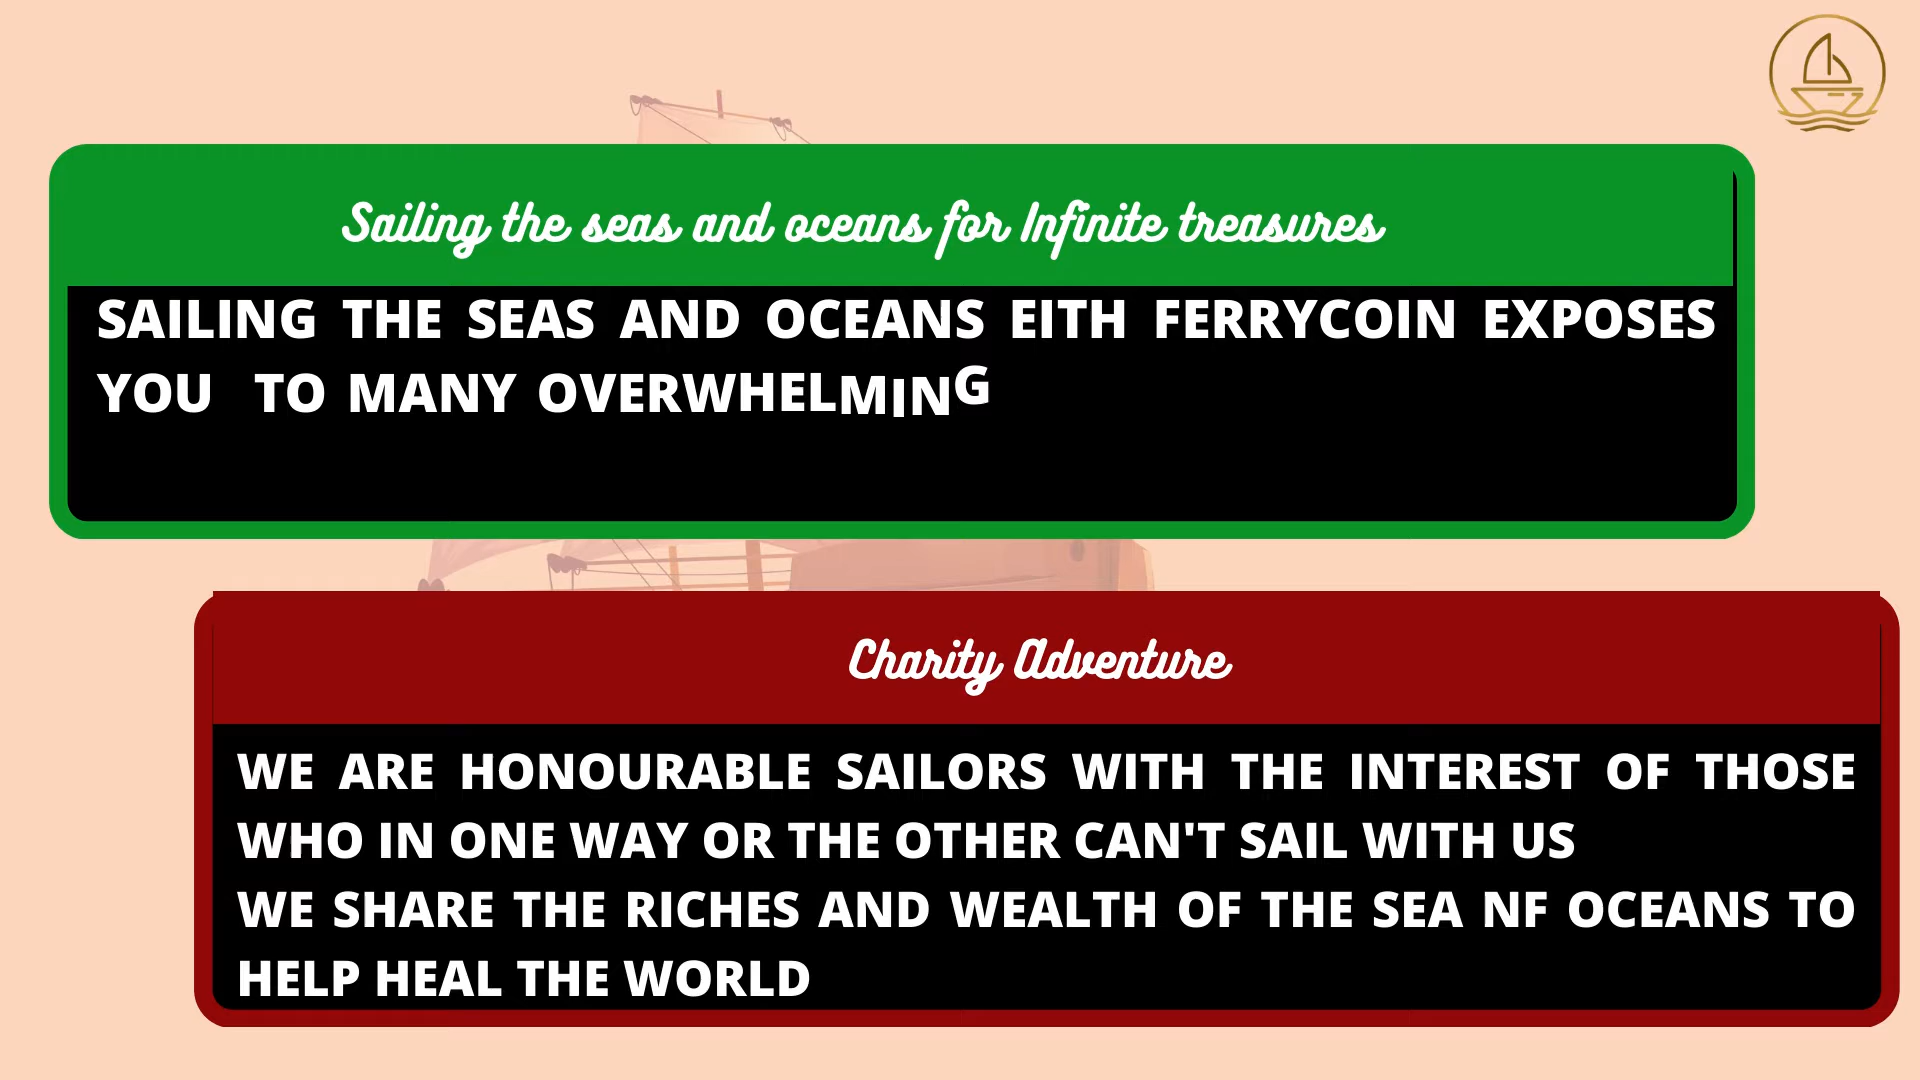 Sailing the seas and oceans for Infinite treasures
SAILING THE SEAS AND OCEANS EITH FERRYCOIN EXPOSES
YOU TO MANY OVERWHELMING
Charity Adventure
WE ARE HONOURABLE SAILORS WITH THE INTEREST OF THOSE
WHO IN ONE WAY OR THE OTHER CAN'T SAIL WITH US
WE SHARE THE RICHES AND WEALTH OF THE SEA NF OCEANS TO
HELP HEAL THE WORLD